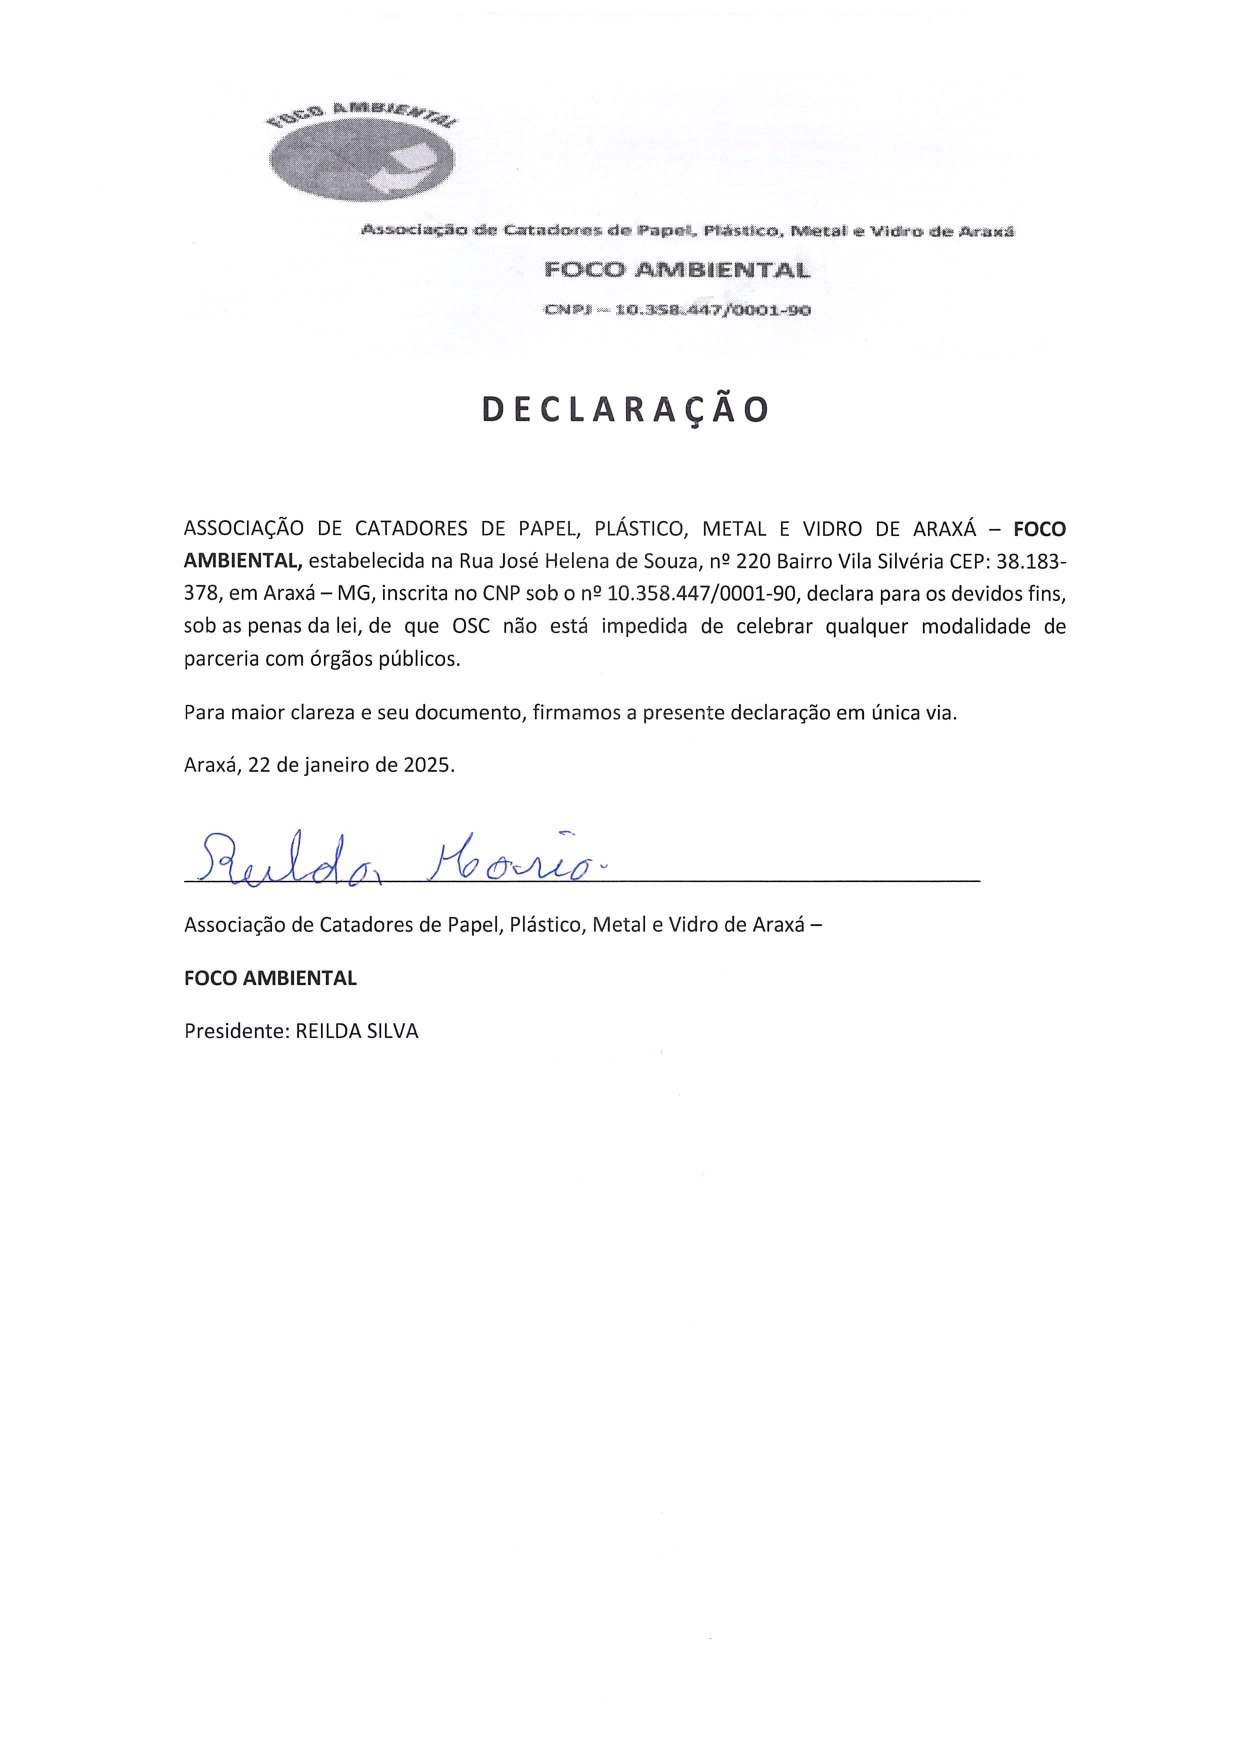 FOCO AMBIENTAL
Associação de Catadores de Papel, Plástico, Metal e Vidro de Araxá
FOCO AMBIENTAL
CNPJ – 10.358.447/0001-90
DECLARAÇÃO
ASSOCIAÇÃO DE CATADORES DE PAPEL, PLÁSTICO, METAL E VIDRO DE ARAXÁ – FOCO
AMBIENTAL, estabelecida na Rua José Helena de Souza, nº 220 Bairro Vila Silvéria CEP: 38.183-
378, em Araxá – MG, inscrita no CNP sob o nº 10.358.447/0001-90, declara para os devidos fins,
sob as penas da lei, de que OSC não está impedida de celebrar qualquer modalidade de
parceria com órgãos públicos.
Para maior clareza e seu documento, firmamos a presente declaração em única via.
Araxá, 22 de janeiro de 2025.
Reilda
Associação de Catadores de Papel, Plástico, Metal e Vidro de Araxá –
FOCO AMBIENTAL
Presidente: REILDA SILVA